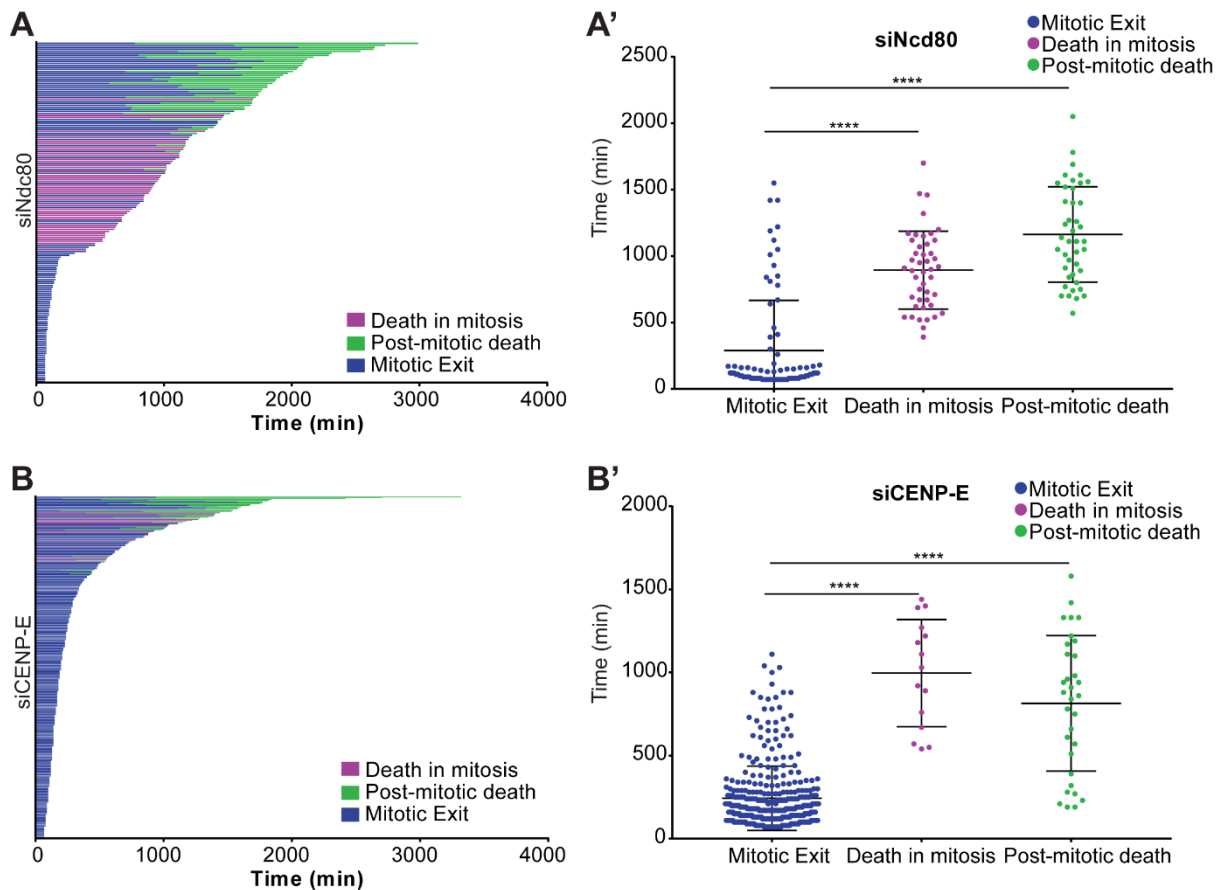 A
siNdc80
Death in mitosis
Post-mitotic death
Mitotic Exit
0 1000 2000 3000 4000
Time (min)
A'
siNcd80
Mitotic Exit
Death in mitosis
Post-mitotic death
****
****
2500
2000
1500
1000
500
0
Time (min)
Mitotic Exit Death in mitosis Post-mitotic death
B
siCENP-E
Death in mitosis
Post-mitotic death
Mitotic Exit
0 1000 2000 3000 4000
Time (min)
B'
siCENP-E
Mitotic Exit
Death in mitosis
Post-mitotic death
****
****
2000
1500
1000
500
0
Time (min)
Mitotic Exit Death in mitosis Post-mitotic death